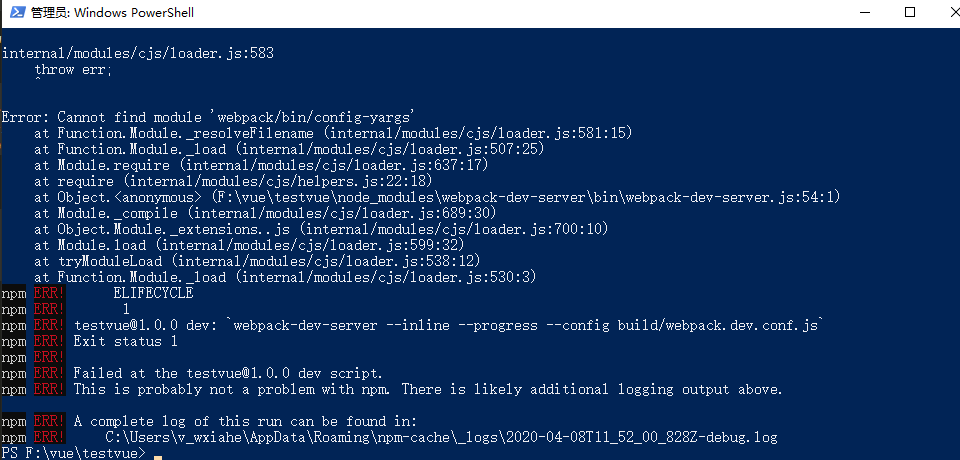 管理员: Windows PowerShell
internal/modules/cjs/loader.js:583
    throw err;
    ^
Error: Cannot find module 'webpack/bin/config-yargs'
    at Function.Module._resolveFilename (internal/modules/cjs/loader.js:581:15)
    at Function.Module._load (internal/modules/cjs/loader.js:507:25)
    at Module.require (internal/modules/cjs/loader.js:637:17)
    at require (internal/modules/cjs/helpers.js:22:18)
    at Object.<anonymous> (F:\vue\testvue\node_modules\webpack-dev-server\bin\webpack-dev-server.js:54:1)
    at Module._compile (internal/modules/cjs/loader.js:689:30)
    at Object.Module._extensions..js (internal/modules/cjs/loader.js:700:10)
    at Module.load (internal/modules/cjs/loader.js:599:32)
    at tryModuleLoad (internal/modules/cjs/loader.js:538:12)
    at Function.Module._load (internal/modules/cjs/loader.js:530:3)
npm ERR!      ELIFECYCLE
npm ERR!       1
npm ERR! testvue@1.0.0 dev: `webpack-dev-server --inline --progress --config build/webpack.dev.conf.js`
npm ERR! Exit status 1
npm ERR!
npm ERR! Failed at the testvue@1.0.0 dev script.
npm ERR! This is probably not a problem with npm. There is likely additional logging output above.
npm ERR! A complete log of this run can be found in:
npm ERR!     C:\Users\v_wxiahe\AppData\Roaming\npm-cache\_logs\2020-04-08T11_52_00_828Z-debug.log
PS F:\vue\testvue>